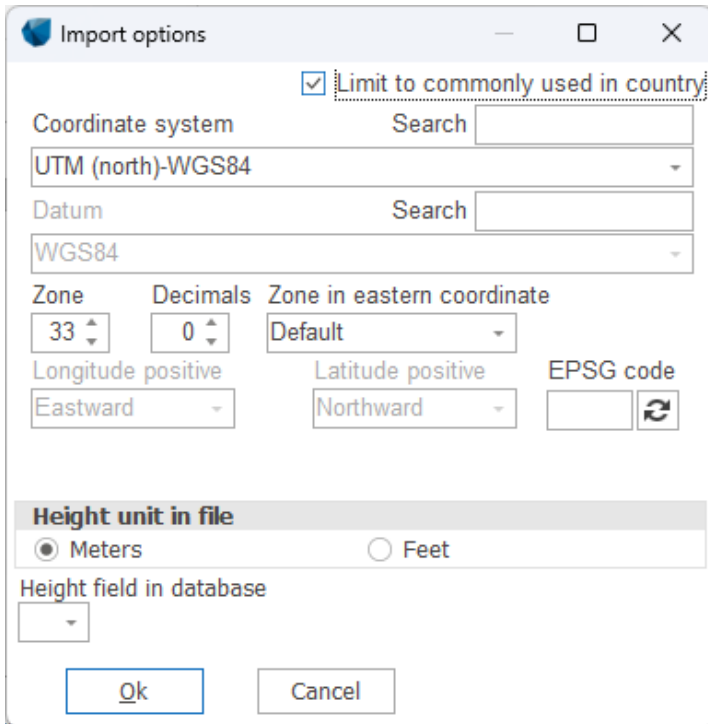 Import options
Limit to commonly used in country
Coordinate system Search
UTM (north)-WGS84
Datum Search
WGS84
Zone Decimals Zone in eastern coordinate
33 0 Default
Longitude positive Latitude positive EPSG code
Eastward Northward
Height unit in file
Meters Feet
Height field in database
Ok Cancel